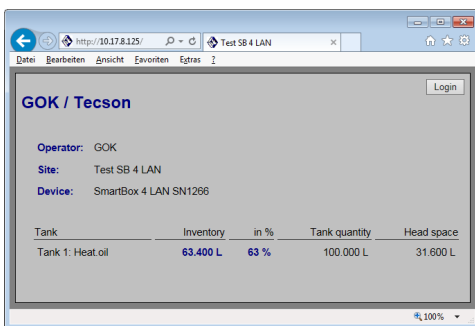 http://10.17.8.125/ Test SB 4 LAN
Datei Bearbeiten Ansicht Favoriten Extras ?
Login
GOK / Tecson
Operator: GOK
Site: Test SB 4 LAN
Device: SmartBox 4 LAN SN1266
Tank Inventory in % Tank quantity Head space
Tank 1: Heat.oil 63.400 L 63 % 100.000 L 31.600 L
100%